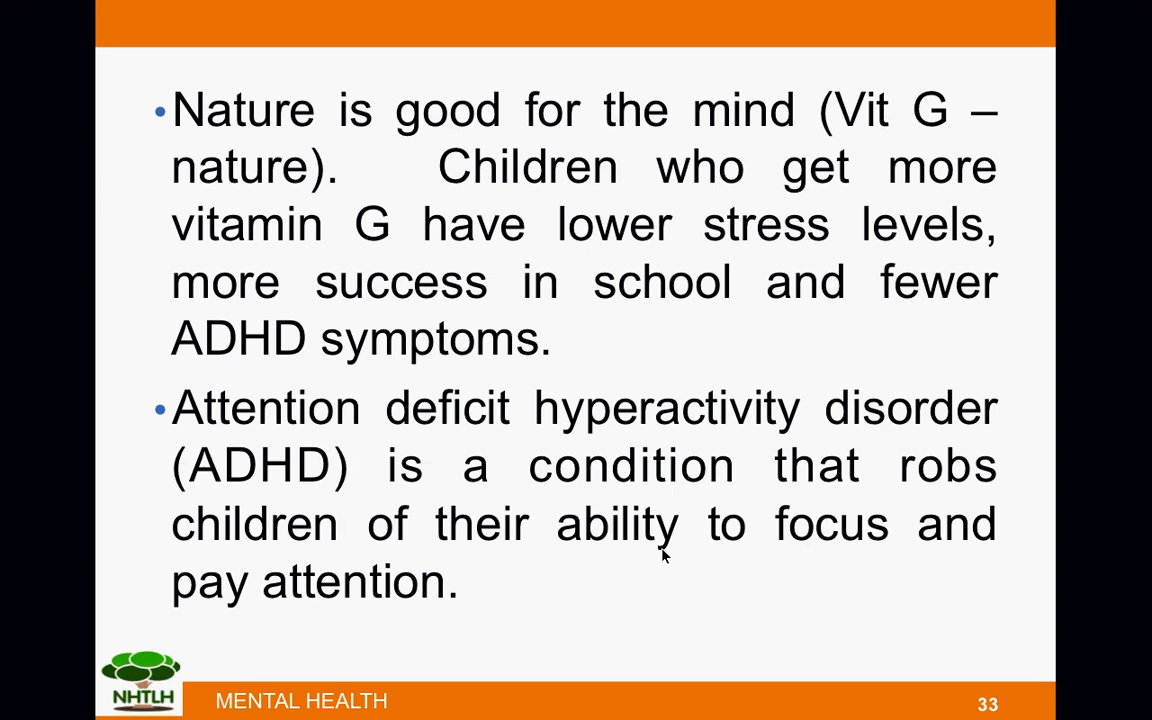 •Nature is good for the mind (Vit G –
nature). Children who get more
vitamin G have lower stress levels,
more success in school and fewer
ADHD symptoms.
•Attention deficit hyperactivity disorder
(ADHD) is a condition that robs
children of their ability to focus and
pay attention.
NHTLH
MENTAL HEALTH
33